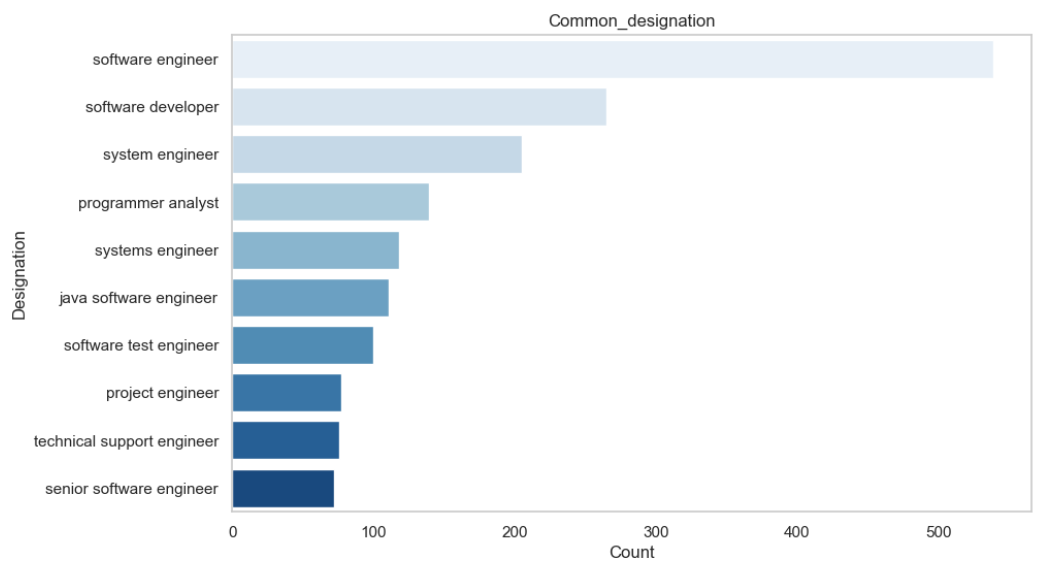 Common_designation
software engineer
software developer
system engineer
programmer analyst
systems engineer
java software engineer
software test engineer
project engineer
technical support engineer
senior software engineer
Designation
0 100 200 300 400 500
Count